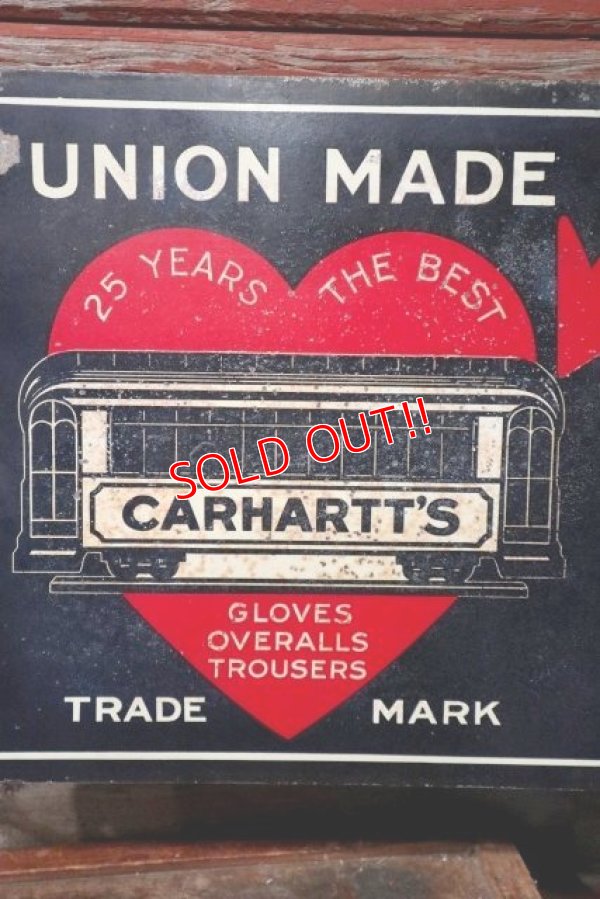 UNION MADE
25 YEARS THE BEST
SOLD OUT!!
CARHARTT'S
GLOVES
OVERALLS
TROUSERS
TRADE MARK